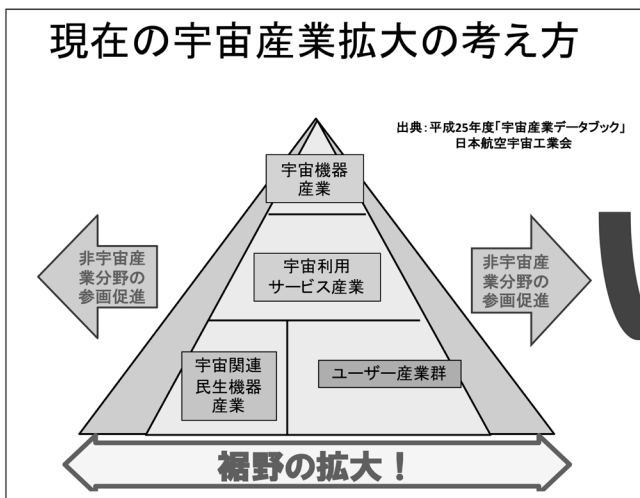 現在の宇宙産業拡大の考え方
出典：平成25年度「宇宙産業データブック」
日本航空宇宙工業会
宇宙機器
産業
非宇宙産
業分野の
参画促進
宇宙利用
サービス産業
非宇宙産
業分野の
参画促進
宇宙関連
民生機器
産業
ユーザー産業群
裾野の拡大！